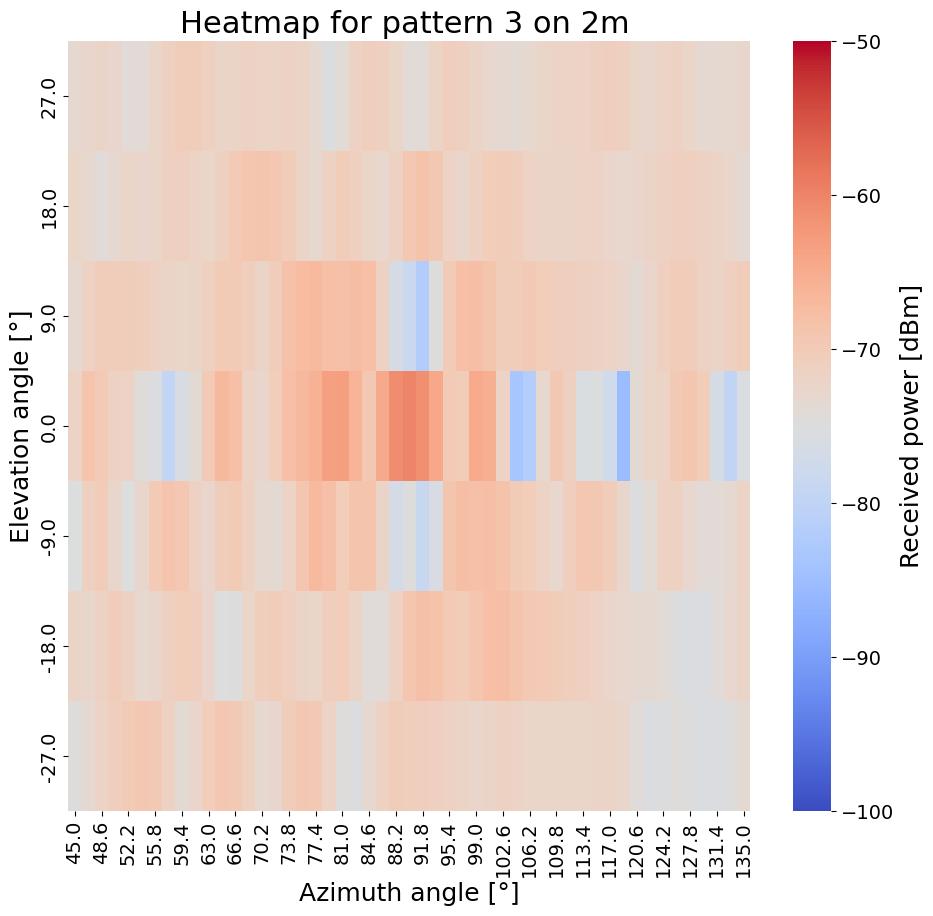 Heatmap for pattern 3 on 2m
Elevation angle [°]
27.0
18.0
9.0
0.0
-9.0
-18.0
-27.0
45.0 48.6 52.2 55.8 59.4 63.0 66.6 70.2 73.8 77.4 81.0 84.6 88.2 91.8 95.4 99.0 102.6 106.2 109.8 113.4 117.0 120.6 124.2 127.8 131.4 135.0
Azimuth angle [°]
−50
−60
−70
−80
−90
−100
Received power [dBm]